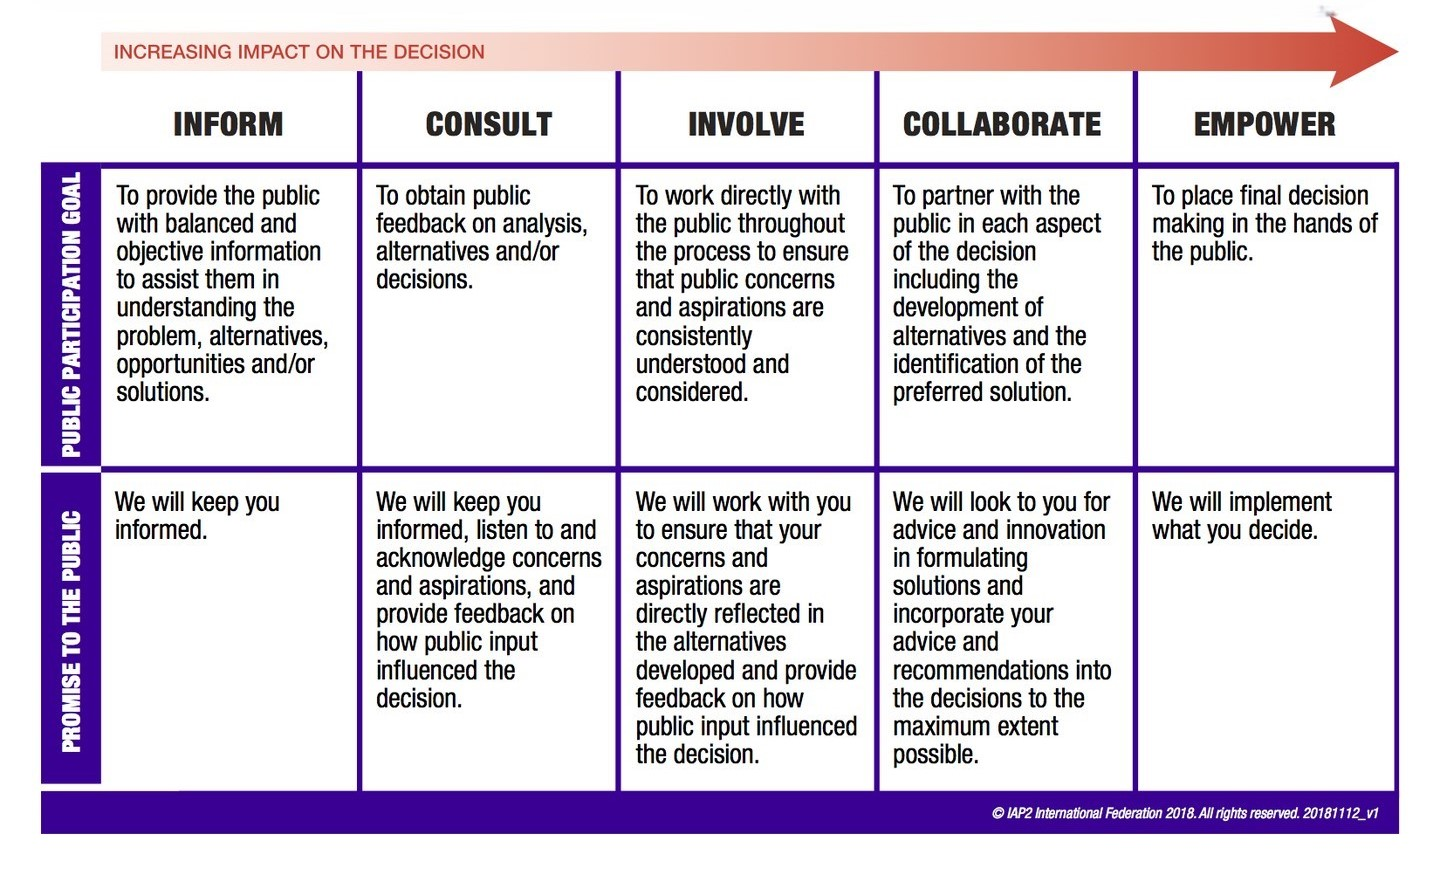 INCREASING IMPACT ON THE DECISION
INFORM
CONSULT
INVOLVE
COLLABORATE
EMPOWER
PUBLIC PARTICIPATION GOAL
To provide the public
with balanced and
objective information
to assist them in
understanding the
problem, alternatives,
opportunities and/or
solutions.
To obtain public
feedback on analysis,
alternatives and/or
decisions.
To work directly with
the public throughout
the process to ensure
that public concerns
and aspirations are
consistently
understood and
considered.
To partner with the
public in each aspect
of the decision
including the
development of
alternatives and the
identification of the
preferred solution.
To place final decision
making in the hands of
the public.
PROMISE TO THE PUBLIC
We will keep you
informed.
We will keep you
informed, listen to and
acknowledge concerns
and aspirations, and
provide feedback on
how public input
influenced the
decision.
We will work with you
to ensure that your
concerns and
aspirations are
directly reflected in
the alternatives
developed and provide
feedback on how
public input influenced
the decision.
We will look to you for
advice and innovation
in formulating
solutions and
incorporate your
advice and
recommendations into
the decisions to the
maximum extent
possible.
We will implement
what you decide.
© IAP2 International Federation 2018. All rights reserved. 20181112_v1